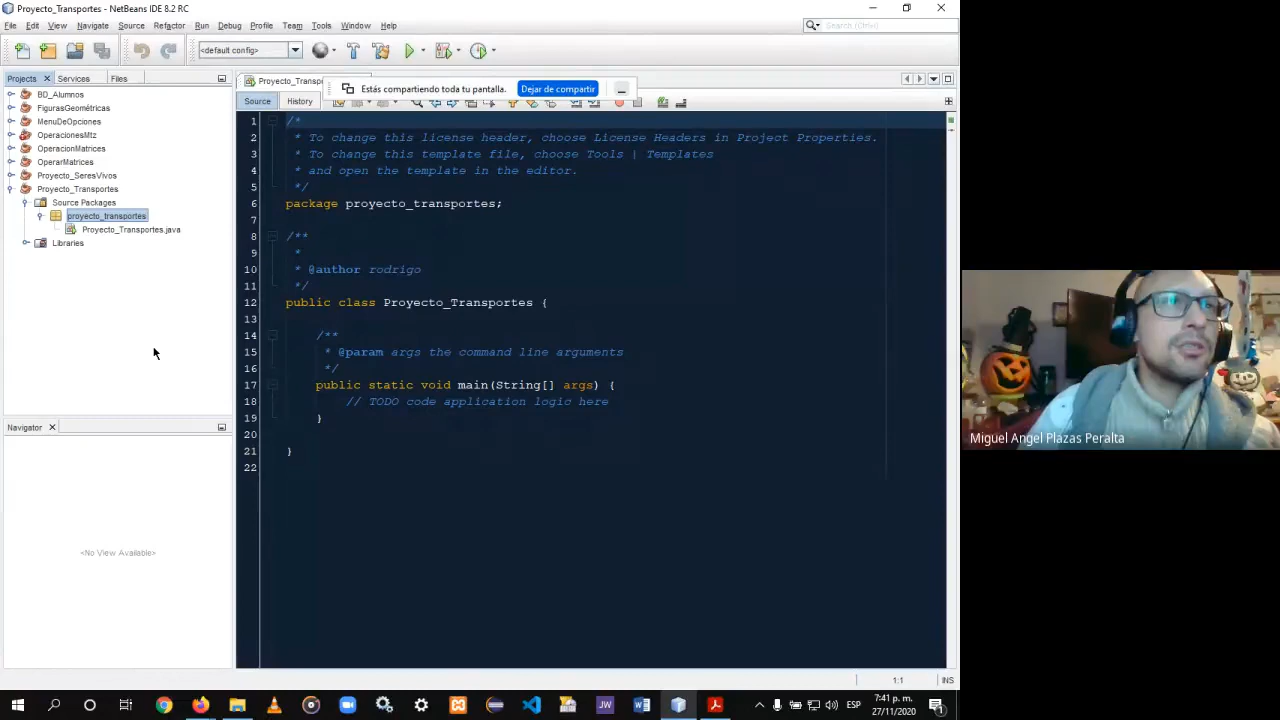 Proyecto_Transportes - NetBeans IDE 8.2 RC
File Edit View Navigate Source Refactor Run Debug Profile Team Tools Window Help
Search (Ctrl+I)
<default config>
Projects Services Files
BD_Alumnos
FigurasGeométricas
MenuDeOpciones
OperacionesMtz
OperacionMatrices
OperarMatrices
Proyecto_SeresVivos
Proyecto_Transportes
Source Packages
proyecto_transportes
Proyecto_Transportes.java
Libraries
Navigator
<No View Available>
Proyecto_Transp
Estás compartiendo toda tu pantalla. Dejar de compartir
Source History
1 /*
2 * To change this license header, choose License Headers in Project Properties.
3 * To change this template file, choose Tools | Templates
4 * and open the template in the editor.
5 */
6 package proyecto_transportes;
7
8 /**
9 *
10 * @author rodrigo
11 */
12 public class Proyecto_Transportes {
13
14 /**
15 * @param args the command line arguments
16 */
17 public static void main(String[] args) {
18 // TODO code application logic here
19 }
20
21 }
22
1:1 INS
Miguel Angel Plazas Peralta
JW
ESP
7:41 p. m.
27/11/2020